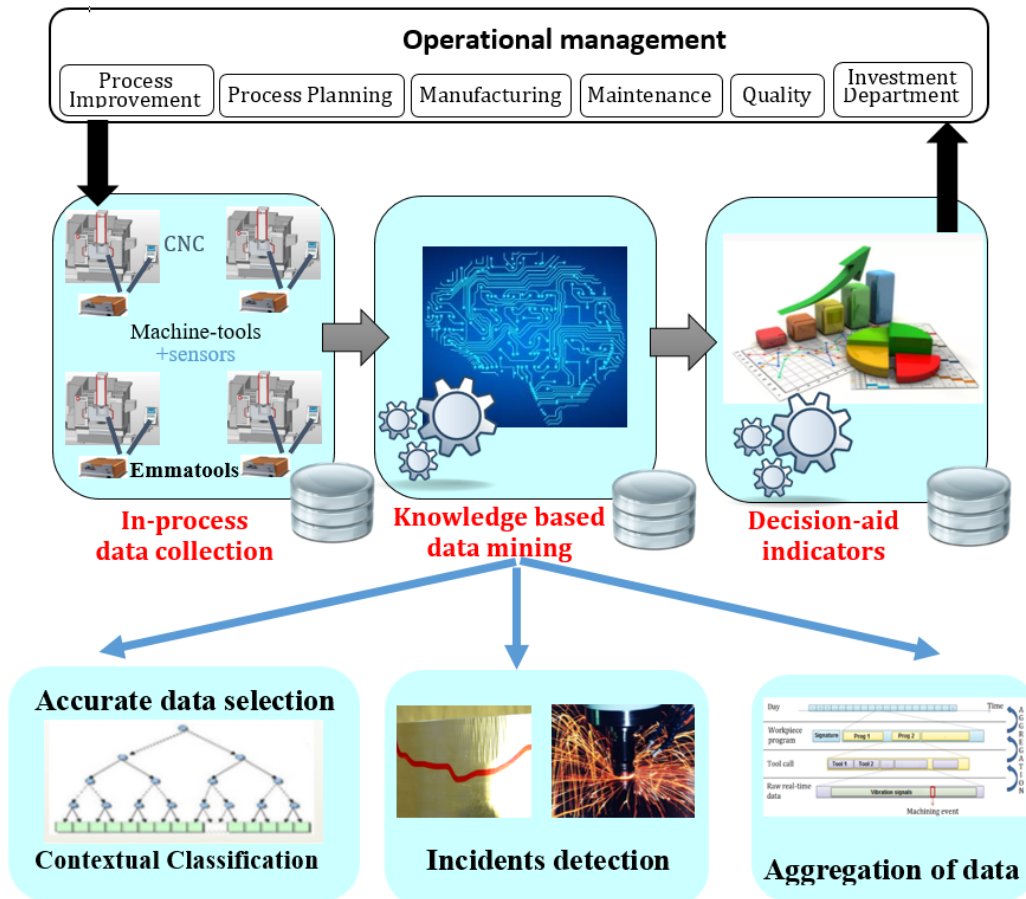 Operational management
Process
Improvement
Process Planning
Manufacturing
Maintenance
Quality
Investment
Department
CNC
Machine-tools
+sensors
Emmatools
In-process
data collection
Knowledge based
data mining
Decision-aid
indicators
Accurate data selection
Contextual Classification
Incidents detection
Day
Time
Workpiece
program
Signature
Prog 1
Prog 2
Tool call
Tool 1
Tool 2
Raw real-time
data
Vibration signals
Machining event
AGGREGATION
Aggregation of data